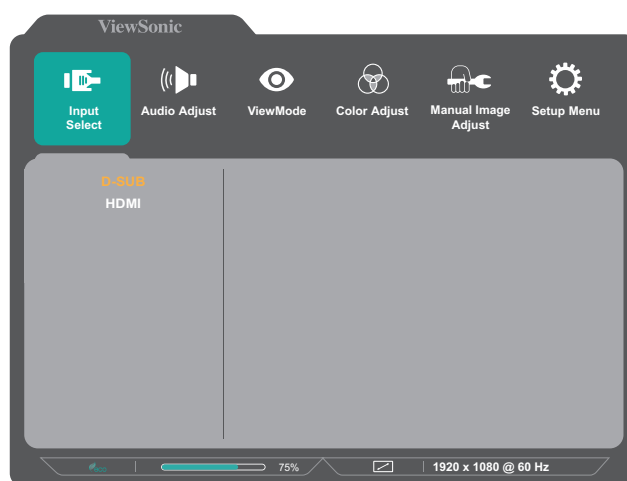 ViewSonic
Input Select
Audio Adjust
ViewMode
Color Adjust
Manual Image Adjust
Setup Menu
D-SUB
HDMI
eco
75%
1920 x 1080 @ 60 Hz